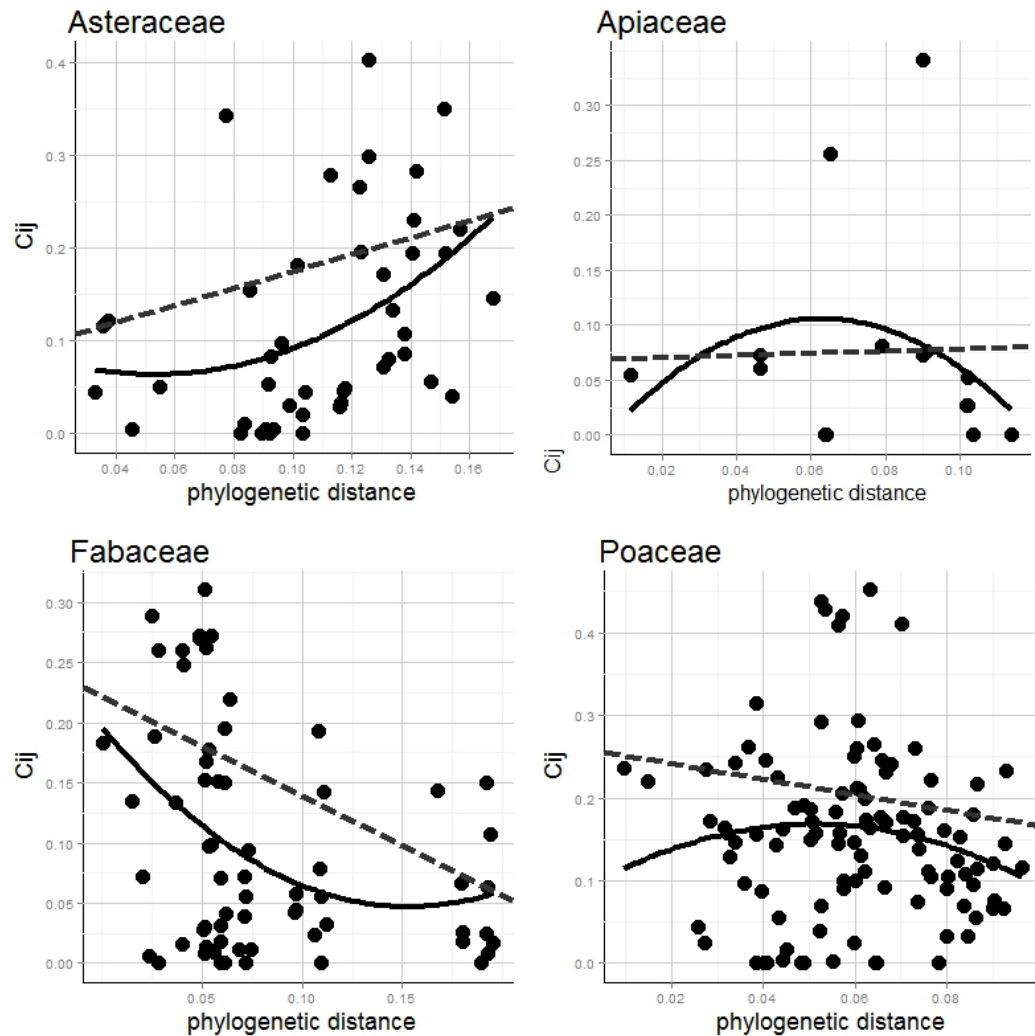 Asteraceae
Cij
0.4
0.3
0.2
0.1
0.0
0.04 0.06 0.08 0.10 0.12 0.14 0.16
phylogenetic distance
Apiaceae
Cij
0.30
0.25
0.20
0.15
0.10
0.05
0.00
0.02 0.04 0.06 0.08 0.10
phylogenetic distance
Fabaceae
Cij
0.30
0.25
0.20
0.15
0.10
0.05
0.00
0.05 0.10 0.15
phylogenetic distance
Poaceae
Cij
0.4
0.3
0.2
0.1
0.0
0.02 0.04 0.06 0.08
phylogenetic distance